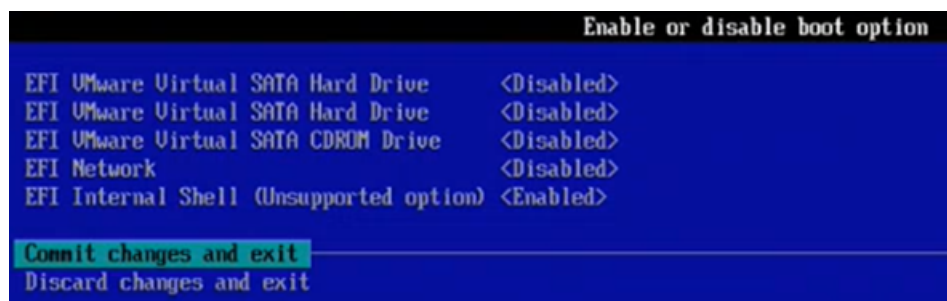 Enable or disable boot option
EFI VMware Virtual SATA Hard Drive <Disabled>
EFI VMware Virtual SATA Hard Drive <Disabled>
EFI VMware Virtual SATA CDROM Drive <Disabled>
EFI Network <Disabled>
EFI Internal Shell (Unsupported option) <Enabled>
Commit changes and exit
Discard changes and exit